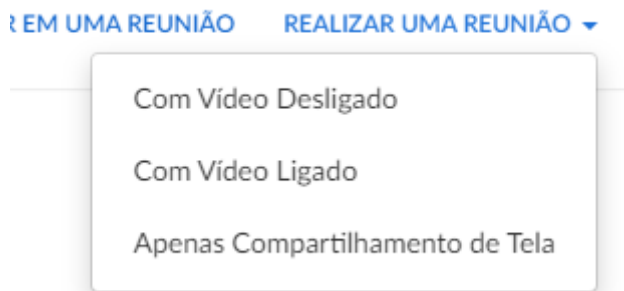 EM UMA REUNIÃO REALIZAR UMA REUNIÃO
Com Vídeo Desligado
Com Vídeo Ligado
Apenas Compartilhamento de Tela